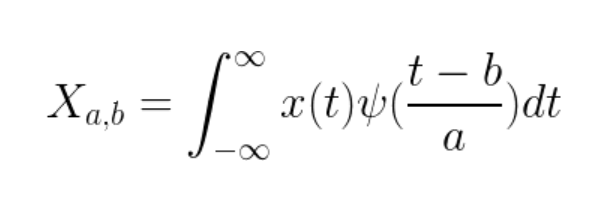 X_{a,b} = \int_{-\infty}^{\infty} x(t)\psi(\frac{t-b}{a})dt